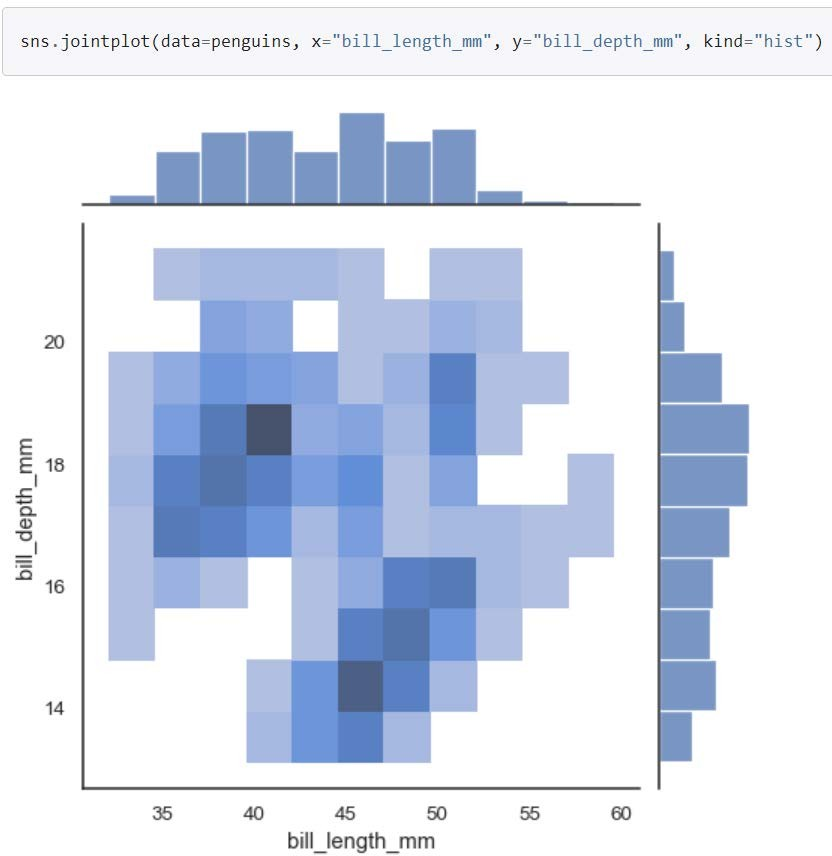 sns.jointplot(data=penguins, x="bill_length_mm", y="bill_depth_mm", kind="hist")
20
18
16
14
bill_depth_mm
35 40 45 50 55 60
bill_length_mm